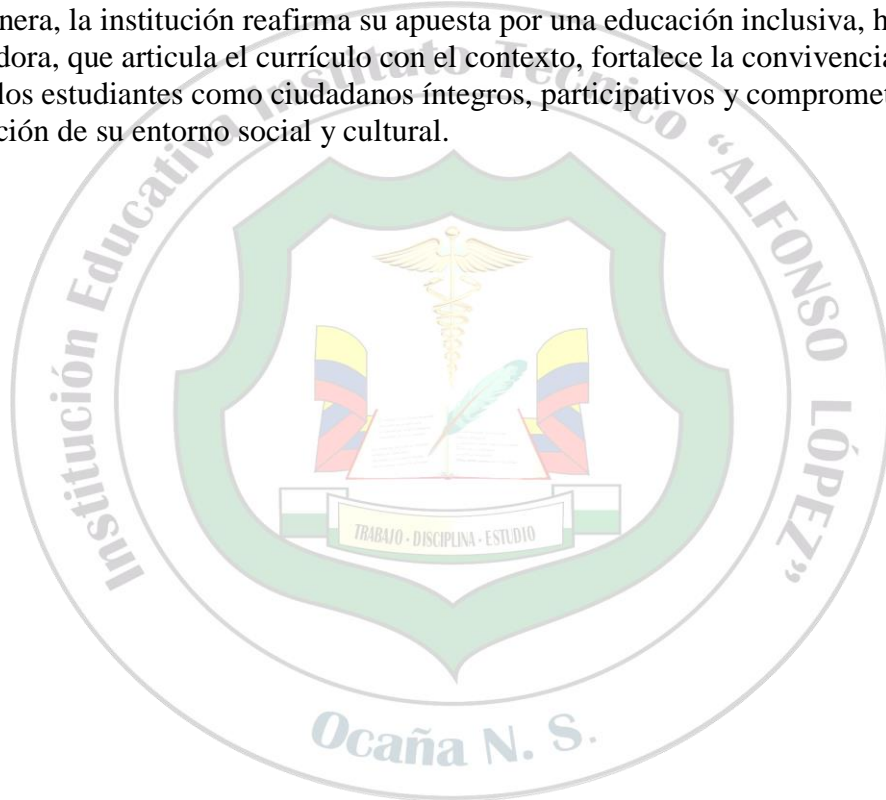 nera, la institución reafirma su apuesta por una educación inclusiva, h
dora, que articula el currículo con el contexto, fortalece la convivencia
los estudiantes como ciudadanos íntegros, participativos y compromet
ción de su entorno social y cultural.
Institución Educativa Instituto Técnico “ALFONSO LÓPEZ”
TRABAJO - DISCIPLINA - ESTUDIO
Ocaña N. S.